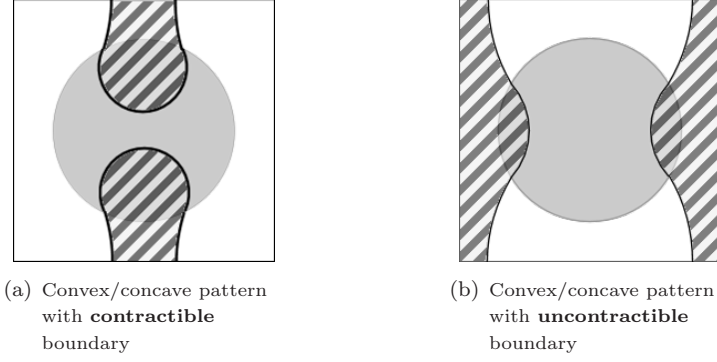 (a) Convex/concave pattern
with contractible
boundary
(b) Convex/concave pattern
with uncontractible
boundary